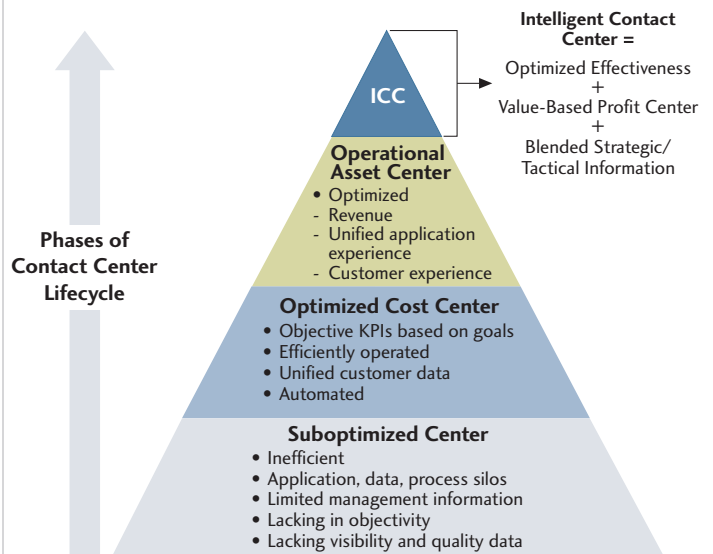 Intelligent Contact
Center =
Optimized Effectiveness
+
Value-Based Profit Center
+
Blended Strategic/
Tactical Information
ICC
Operational
Asset Center
• Optimized
- Revenue
- Unified application
experience
- Customer experience
Phases of
Contact Center
Lifecycle
Optimized Cost Center
• Objective KPIs based on goals
• Efficiently operated
• Unified customer data
• Automated
Suboptimized Center
• Inefficient
• Application, data, process silos
• Limited management information
• Lacking in objectivity
• Lacking visibility and quality data